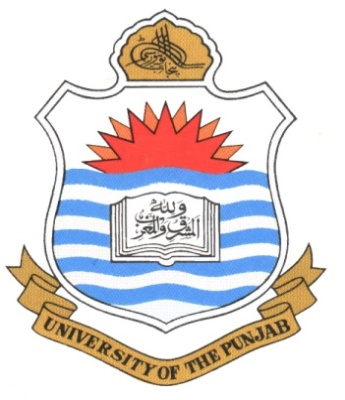 ولله
المشرق والمغرب
UNIVERSITY OF THE PUNJAB